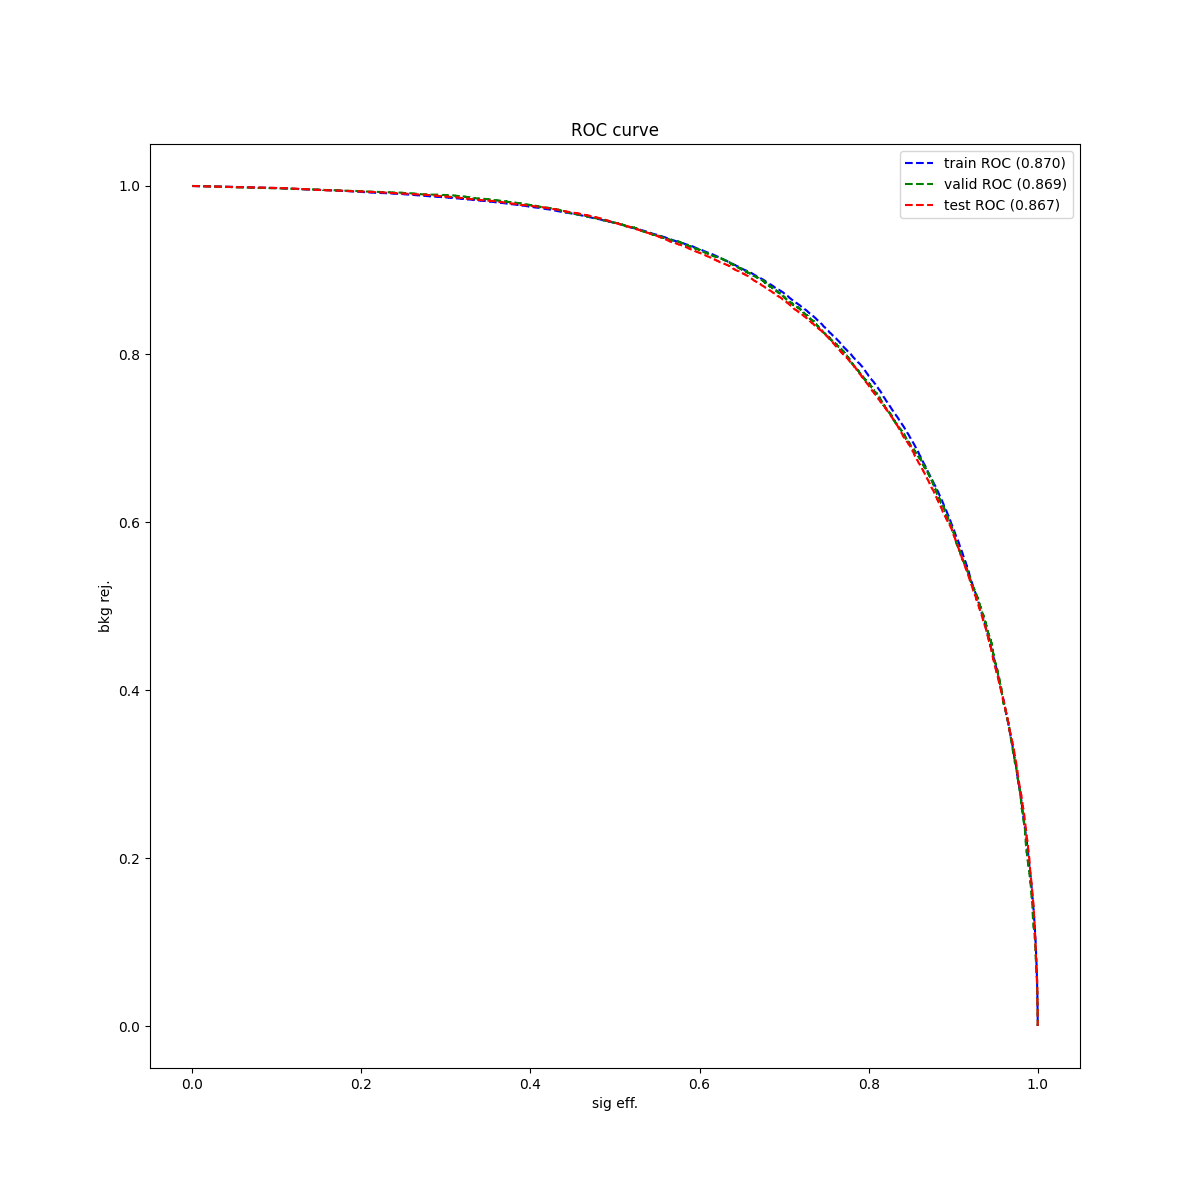 ROC curve
train ROC (0.870)
valid ROC (0.869)
test ROC (0.867)
1.0
0.8
0.6
0.4
0.2
0.0
bkg rej.
0.0 0.2 0.4 0.6 0.8 1.0
sig eff.